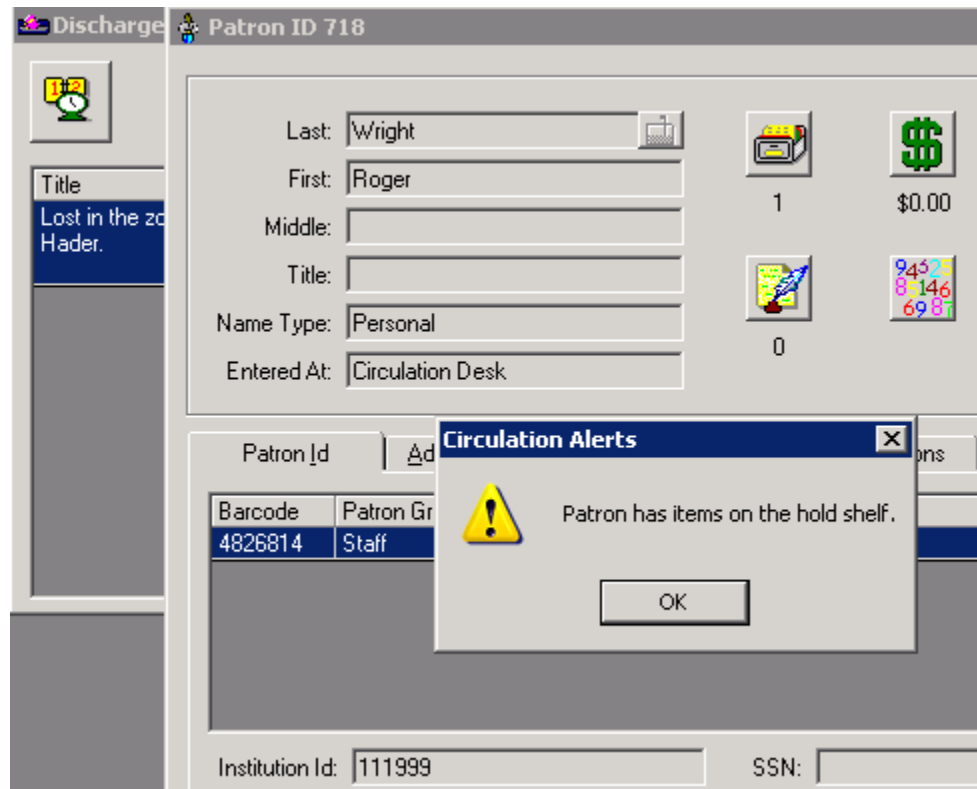 Discharge
Patron ID 718
Title
Lost in the zo
Hader.
Last: Wright
First: Roger
Middle:
Title:
Name Type: Personal
Entered At: Circulation Desk
1
$0.00
0
Patron Id
Ad
ons
Barcode Patron Gr
4826814 Staff
Circulation Alerts
Patron has items on the hold shelf.
OK
Institution Id: 111999
SSN: